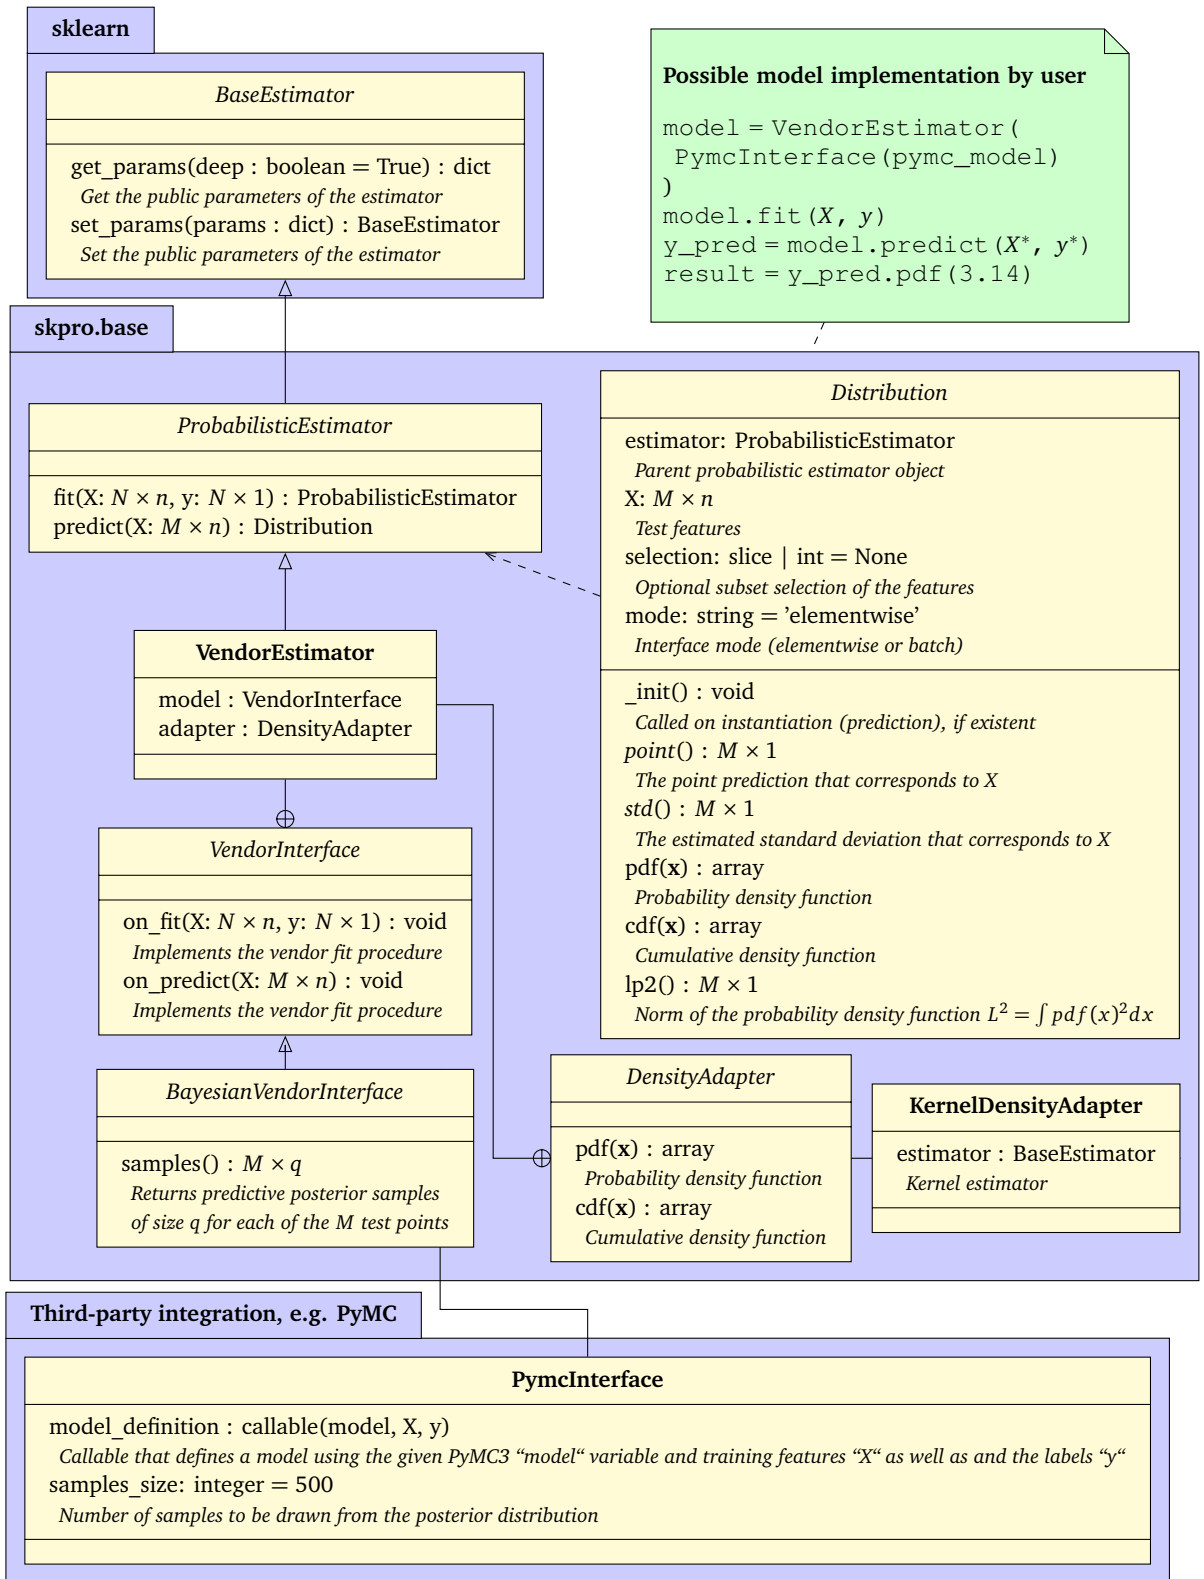 sklearn
BaseEstimator
get_params(deep : boolean = True) : dict
Get the public parameters of the estimator
set_params(params : dict) : BaseEstimator
Set the public parameters of the estimator
Possible model implementation by user
model = VendorEstimator(
PymcInterface(pymc_model)
)
model.fit(X, y)
y_pred = model.predict(X*, y*)
result = y_pred.pdf(3.14)
skpro.base
ProbabilisticEstimator
fit(X: N × n, y: N × 1) : ProbabilisticEstimator
predict(X: M × n) : Distribution
Distribution
estimator: ProbabilisticEstimator
Parent probabilistic estimator object
X: M × n
Test features
selection: slice | int = None
Optional subset selection of the features
mode: string = ’elementwise’
Interface mode (elementwise or batch)
_init() : void
Called on instantiation (prediction), if existent
point() : M × 1
The point prediction that corresponds to X
std() : M × 1
The estimated standard deviation that corresponds to X
pdf(x) : array
Probability density function
cdf(x) : array
Cumulative density function
lp2() : M × 1
Norm of the probability density function L² = ∫ pdf(x)²dx
VendorEstimator
model : VendorInterface
adapter : DensityAdapter
VendorInterface
on_fit(X: N × n, y: N × 1) : void
Implements the vendor fit procedure
on_predict(X: M × n) : void
Implements the vendor fit procedure
BayesianVendorInterface
samples() : M × q
Returns predictive posterior samples
of size q for each of the M test points
DensityAdapter
pdf(x) : array
Probability density function
cdf(x) : array
Cumulative density function
KernelDensityAdapter
estimator : BaseEstimator
Kernel estimator
Third-party integration, e.g. PyMC
PymcInterface
model_definition : callable(model, X, y)
Callable that defines a model using the given PyMC3 “model“ variable and training features “X“ as well as and the labels “y“
samples_size: integer = 500
Number of samples to be drawn from the posterior distribution